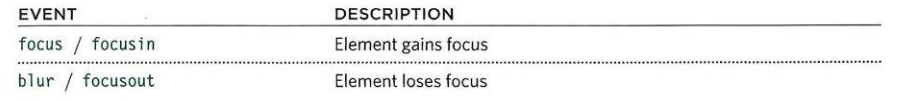 EVENT DESCRIPTION
focus / focusin Element gains focus
blur / focusout Element loses focus